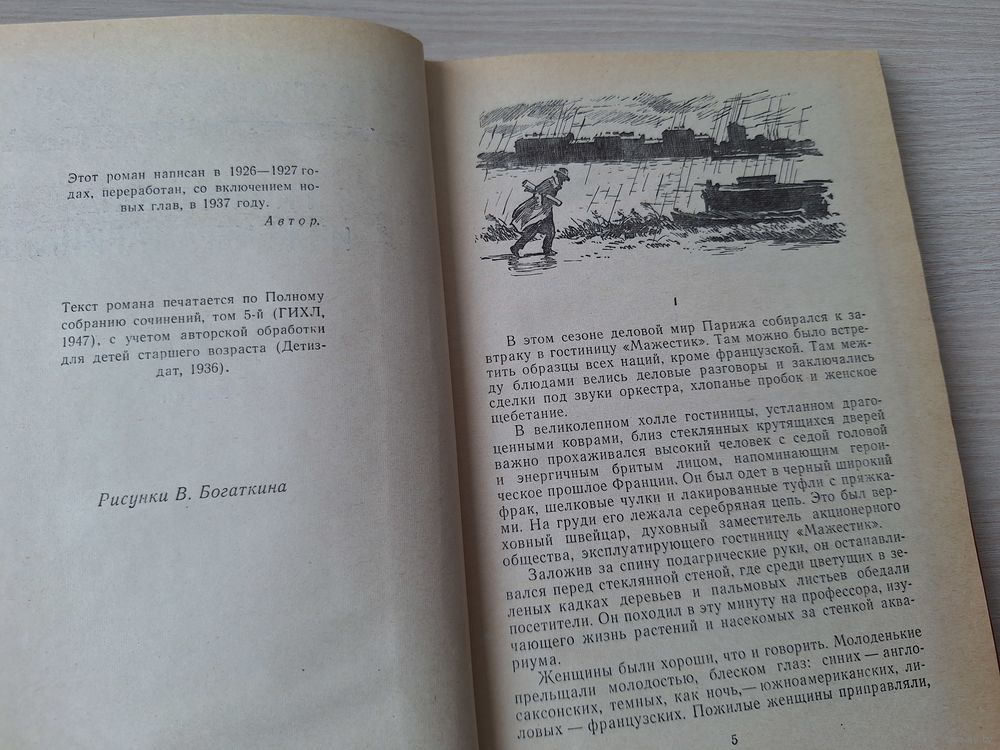 Этот роман написан в 1926—1927 го-
дах, переработан, со включением но-
вых глав, в 1937 году.
Автор.
Текст романа печатается по Полному
собранию сочинений, том 5-й (ГИХЛ,
1947), с учетом авторской обработки
для детей старшего возраста (Детиз-
дат, 1936).
Рисунки В. Богаткина
I
В этом сезоне деловой мир Парижа собирался к за-
втраку в гостиницу «Мажестик». Там можно было встре-
тить образцы всех наций, кроме французской. Там меж-
ду блюдами велись деловые разговоры и заключались
сделки под звуки оркестра, хлопанье пробок и женское
щебетание.
В великолепном холле гостиницы, устланном драго-
ценными коврами, близ стеклянных крутящихся дверей
важно прохаживался высокий человек с седой головой
и энергичным бритым лицом, напоминающим герои-
ческое прошлое Франции. Он был одет в черный широкий
фрак, шелковые чулки и лакированные туфли с пряжка-
ми. На груди его лежала серебряная цепь. Это был вер-
ховный швейцар, духовный заместитель акционерного
общества, эксплуатирующего гостиницу «Мажестик».
Заложив за спину подагрические руки, он останавли-
вался перед стеклянной стеной, где среди цветущих в зе-
леных кадках деревьев и пальмовых листьев обедали
посетители. Он походил в эту минуту на профессора, изу-
чающего жизнь растений и насекомых за стенкой аква-
риума.
Женщины были хороши, что и говорить. Молоденькие
прельщали молодостью, блеском глаз: синих — англо-
саксонских, темных, как ночь,— южноамериканских, ли-
ловых — французских. Пожилые женщины приправляли,
5